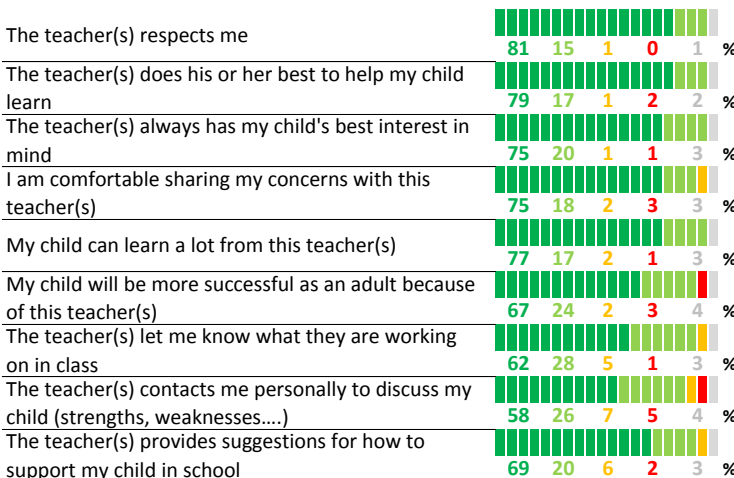 The teacher(s) respects me
81 15 1 0 1 %
The teacher(s) does his or her best to help my child
learn
79 17 1 2 2 %
The teacher(s) always has my child's best interest in
mind
75 20 1 1 3 %
I am comfortable sharing my concerns with this
teacher(s)
75 18 2 3 3 %
My child can learn a lot from this teacher(s)
77 17 2 1 3 %
My child will be more successful as an adult because
of this teacher(s)
67 24 2 3 4 %
The teacher(s) let me know what they are working
on in class
62 28 5 1 3 %
The teacher(s) contacts me personally to discuss my
child (strengths, weaknesses….)
58 26 7 5 4 %
The teacher(s) provides suggestions for how to
support my child in school
69 20 6 2 3 %